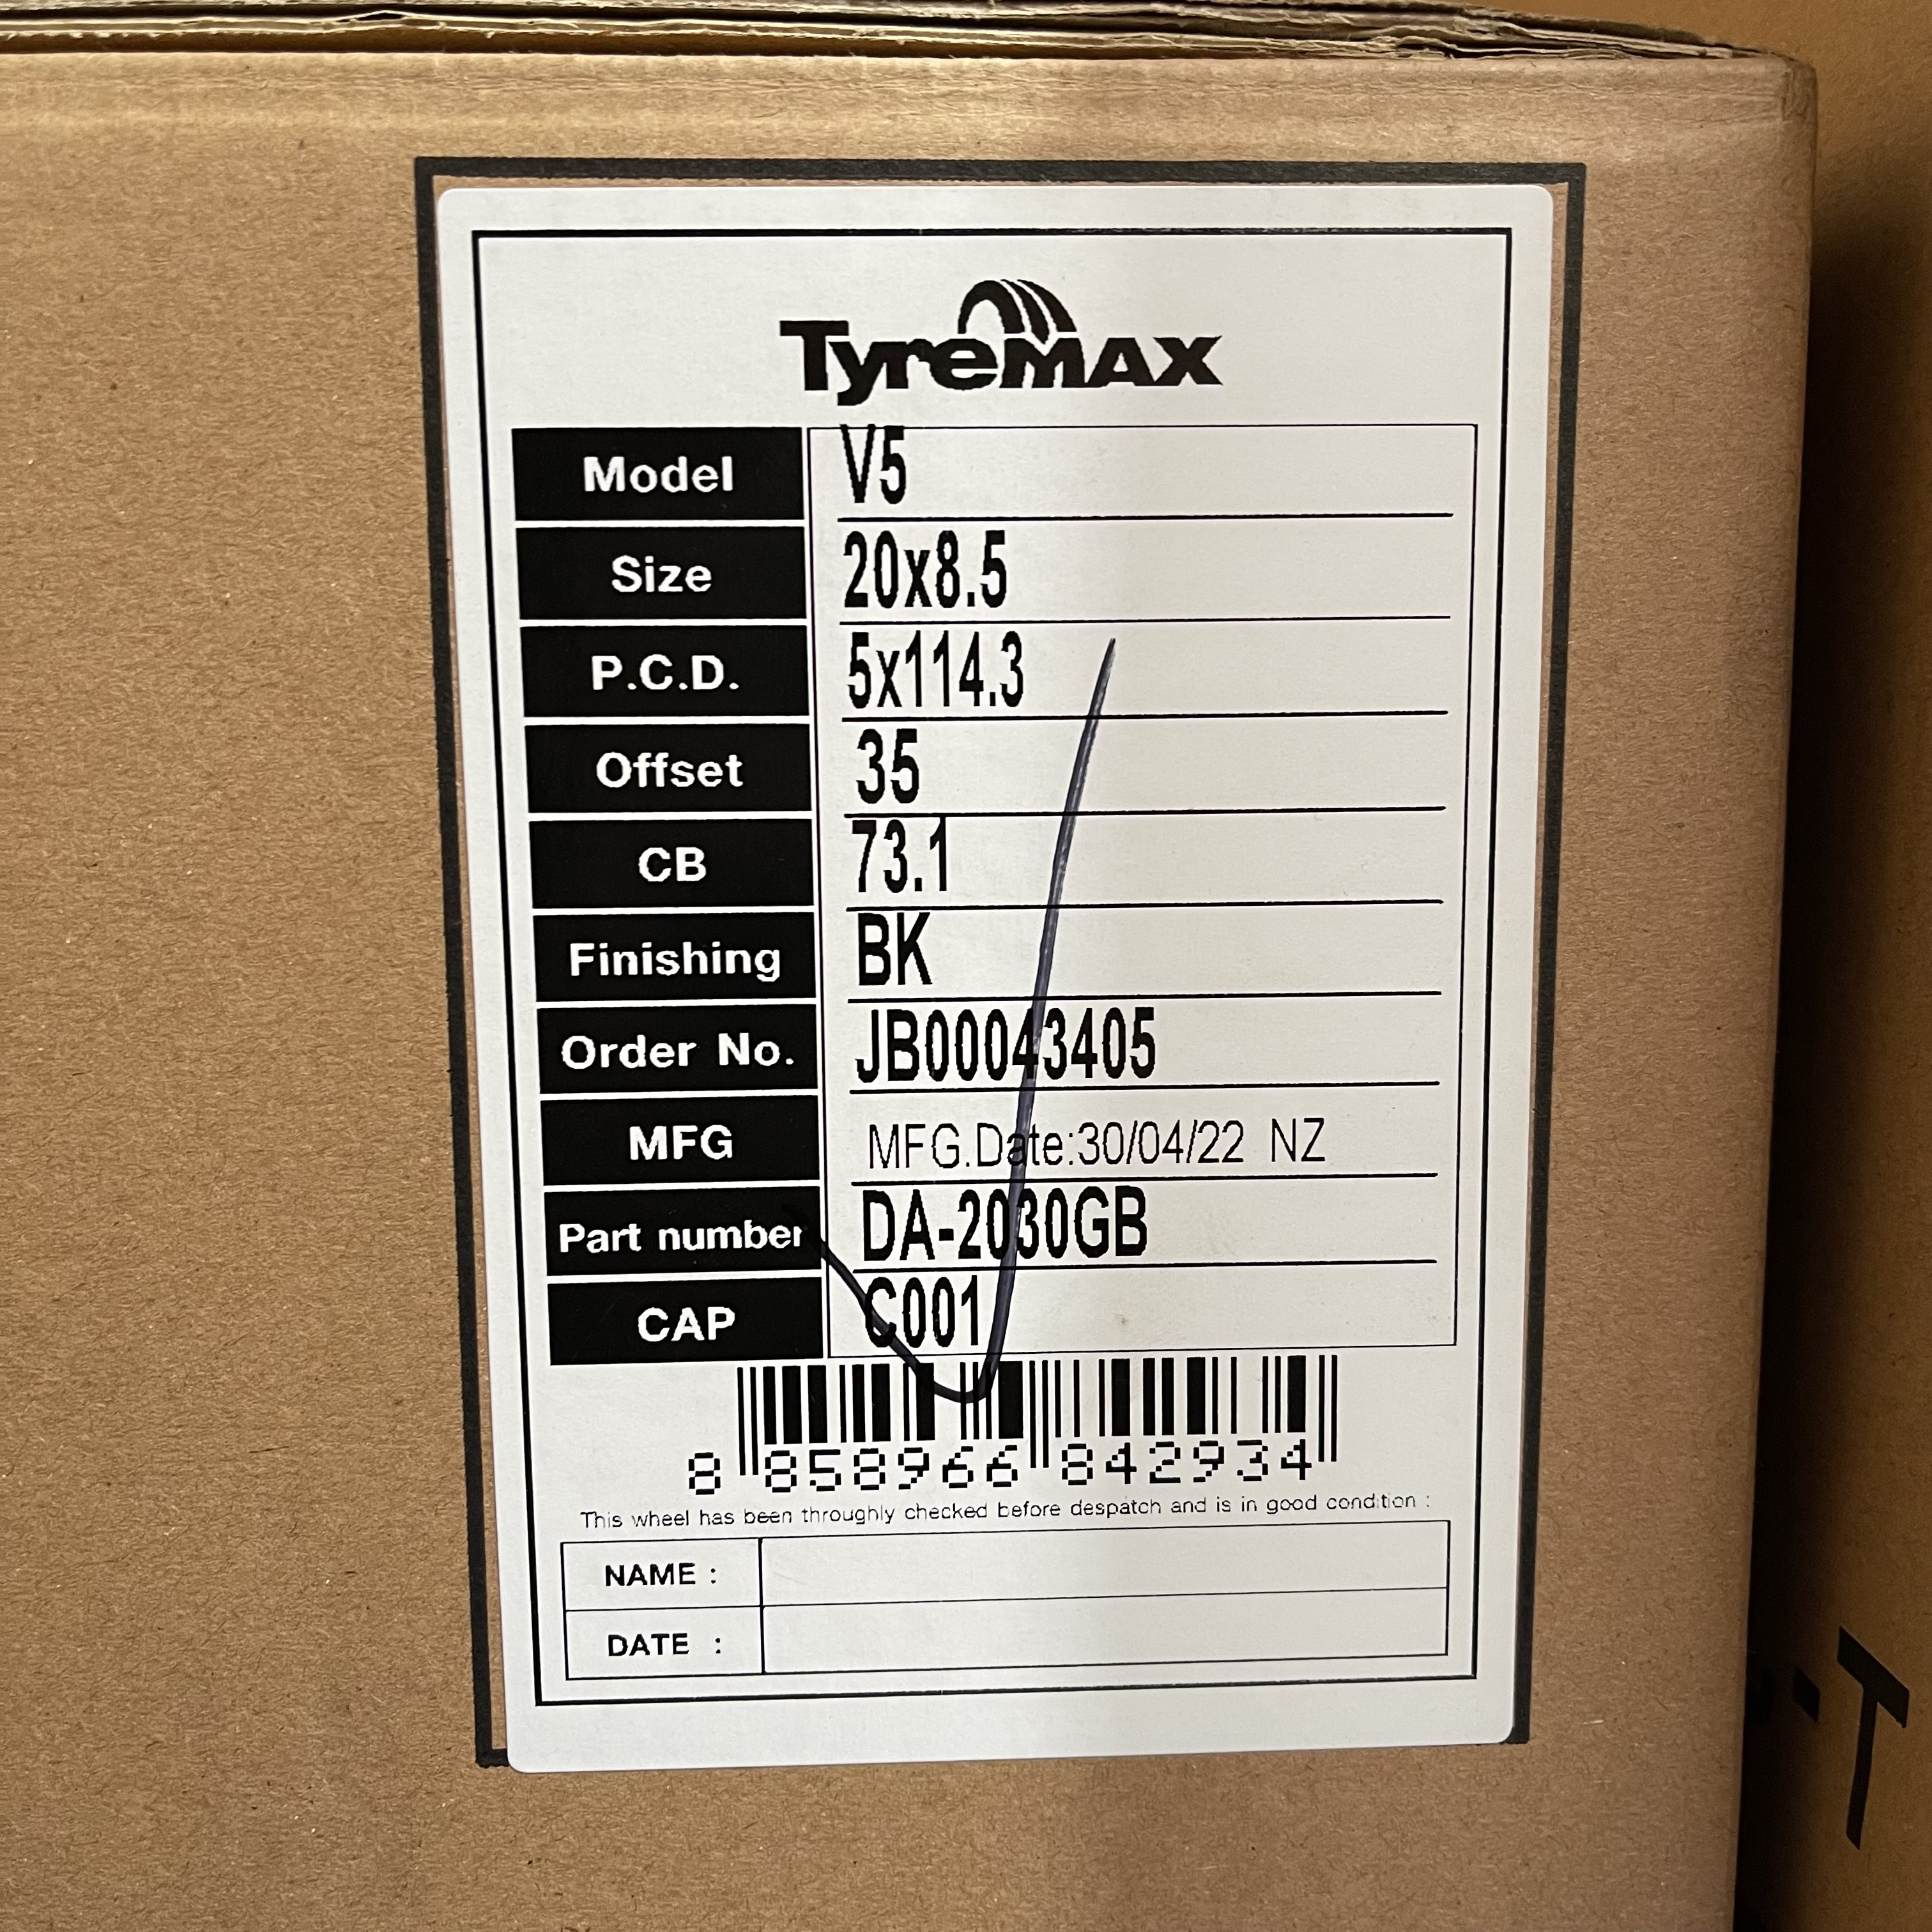 TyreMAX
Model V5
Size 20x8.5
P.C.D. 5x114.3
Offset 35
CB 73.1
Finishing BK
Order No. JB00043405
MFG MFG.Date:30/04/22 NZ
Part number DA-2030GB
CAP C001
8 858966 842934
This wheel has been throughly checked before despatch and is in good condition :
NAME :
DATE :
-T